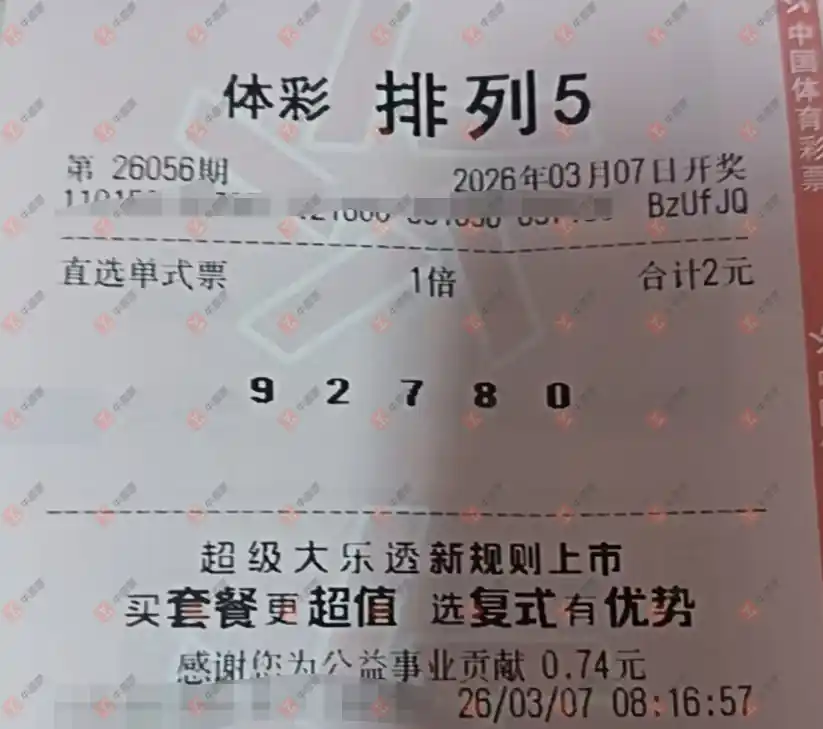 体彩 排列5
第 26056期 2026年03月07日开奖
BzUfJQ
直选单式票 1倍 合计2元
9 2 7 8 0
超级大乐透新规则上市
买套餐更超值 选复式有优势
感谢您为公益事业贡献 0.74元
26/03/07 08:16:57
中国体育彩票